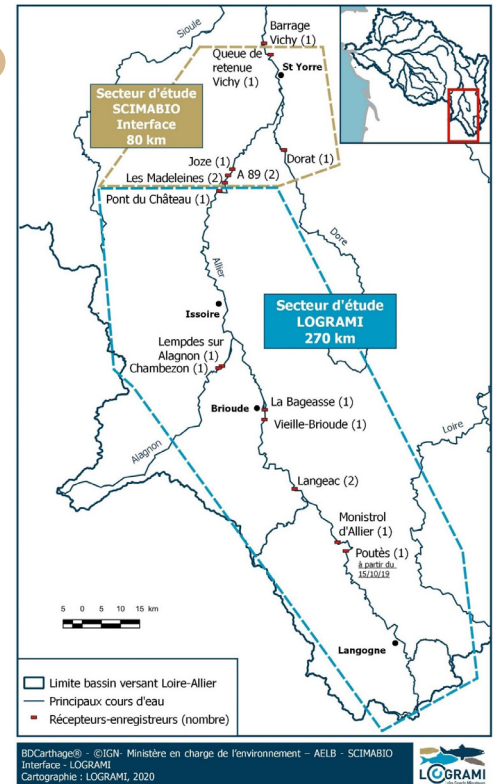 Sioule
Barrage
Vichy (1)
Queue de
retenue
Vichy (1)
St Yorre
Secteur d'étude
SCIMABIO
Interface
80 km
Joze (1)
Dorat (1)
Les Madeleines (2)
A 89 (2)
Pont du Château (1)
Dore
Allier
Issoire
Secteur d'étude
LOGRAMI
270 km
Lempdes sur
Alagnon (1)
Chambezon (1)
La Bageasse (1)
Brioude
Vieille-Brioude (1)
Loire
Alagnon
Langeac (2)
Monistrol
d'Allier (1)
Poutès (1)
à partir du
15/10/19
5 0 5 10 15 km
Langogne
Limite bassin versant Loire-Allier
Principaux cours d'eau
Récepteurs-enregistreurs (nombre)
BDCarthage® - ©IGN- Ministère en charge de l'environnement – AELB - SCIMABIO
Interface - LOGRAMI
Cartographie : LOGRAMI, 2020
LOGRAMI